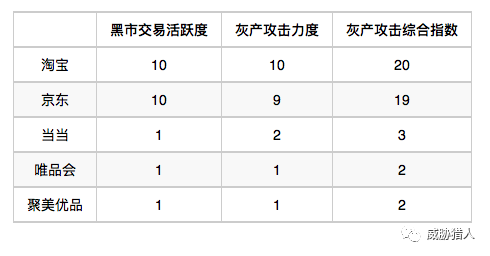 黑市交易活跃度 灰产攻击力度 灰产攻击综合指数
淘宝 10 10 20
京东 10 9 19
当当 1 2 3
唯品会 1 1 2
聚美优品 1 1 2
威胁猎人